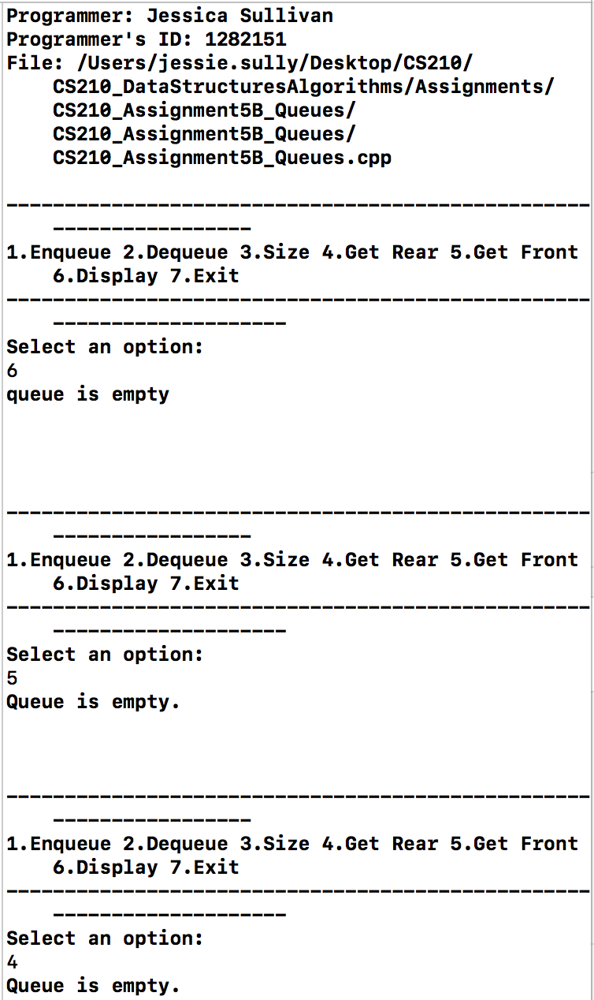 Programmer: Jessica Sullivan
Programmer's ID: 1282151
File: /Users/jessie.sully/Desktop/CS210/
CS210_DataStructuresAlgorithms/Assignments/
CS210_Assignment5B_Queues/
CS210_Assignment5B_Queues/
CS210_Assignment5B_Queues.cpp
--------------------------------------------------
-----------------
1.Enqueue 2.Dequeue 3.Size 4.Get Rear 5.Get Front
6.Display 7.Exit
--------------------------------------------------
--------------------
Select an option:
6
queue is empty
--------------------------------------------------
-----------------
1.Enqueue 2.Dequeue 3.Size 4.Get Rear 5.Get Front
6.Display 7.Exit
--------------------------------------------------
--------------------
Select an option:
5
Queue is empty.
--------------------------------------------------
-----------------
1.Enqueue 2.Dequeue 3.Size 4.Get Rear 5.Get Front
6.Display 7.Exit
--------------------------------------------------
--------------------
Select an option:
4
Queue is empty.